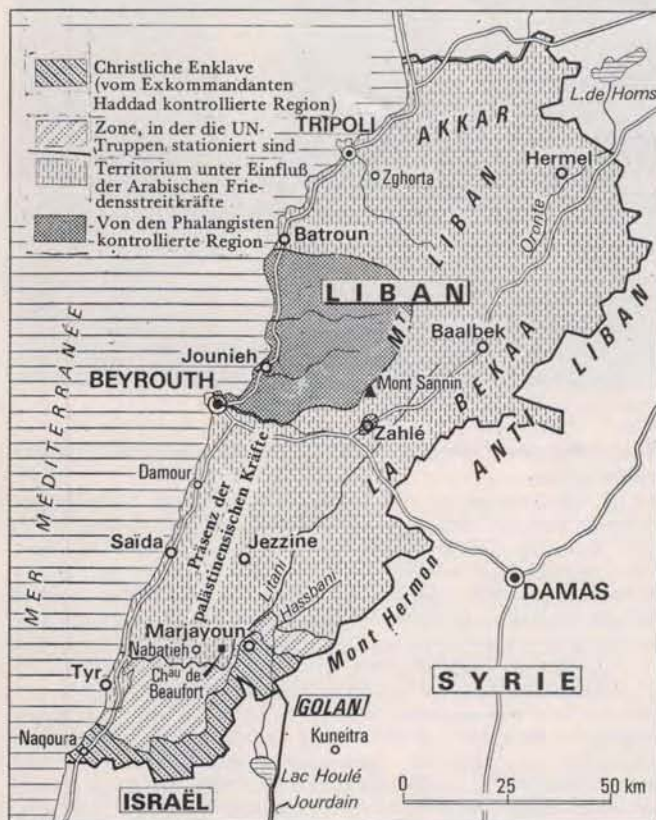 Christliche Enklave
(vom Exkommandanten
Haddad kontrollierte Region)
Zone, in der die UN-
Truppen stationiert sind
Territorium unter Einfluß
der Arabischen Frie-
densstreitkräfte
Von den Phalangisten
kontrollierte Region
L. de Homs
TRIPOLI
AKKAR
Hermel
Zghorta
Oronte
Batroun
LIBAN
LIBAN
Mt
Baalbek
LIBAN
Jounieh
BEYROUTH
Mont Sannin
BEKAA
Zahlé
ANTI
LA
MER MÉDITERRANÉE
Damour
Präsenz der
palästinensischen Kräfte
Saïda
Jezzine
Litani
Hassbani
DAMAS
Marjayoun
Nabatieh
Mont Hermon
Tyr
Chau de
Beaufort
SYRIE
GOLAN
Naqoura
Kuneitra
Lac Houlé
0 25 50 km
ISRAËL
Jourdain